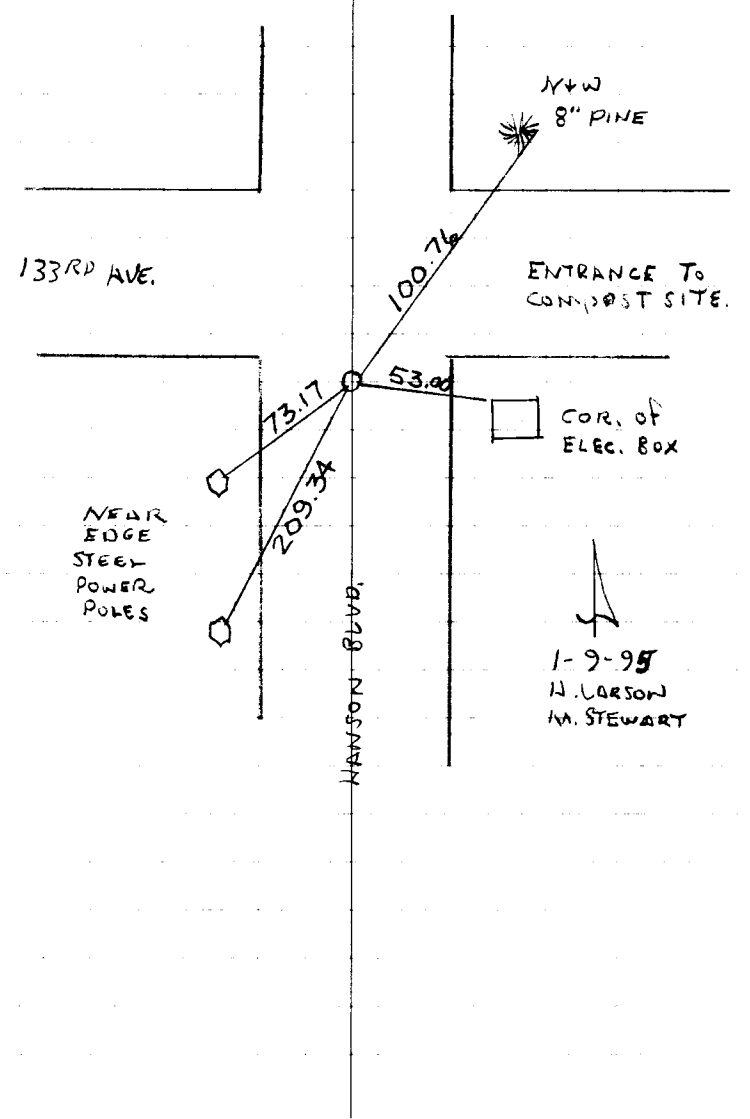 N+W
8" PINE
133RD AVE.
100.76
ENTRANCE TO
COMPOST SITE.
53.00
73.17
COR. OF
ELEC. BOX
209.34
NEAR
EDGE
STEEL
POWER
POLES
HANSON BLVD.
1-9-95
H. LARSON
M. STEWART